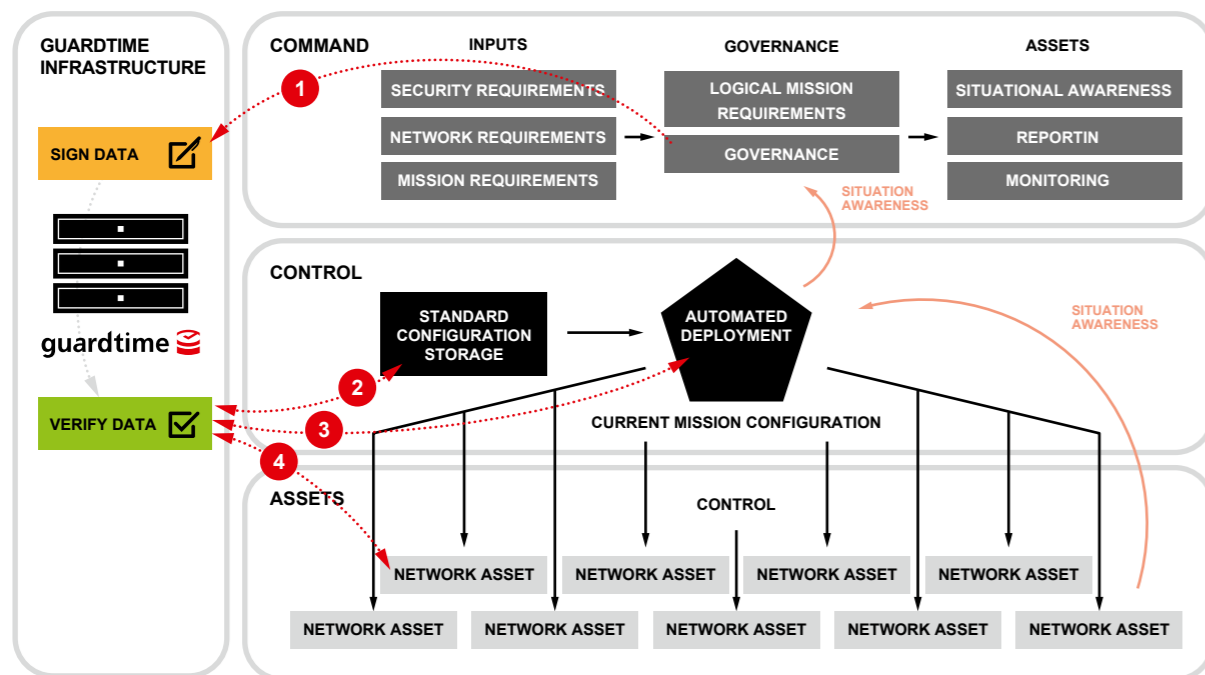 GUARDTIME
INFRASTRUCTURE
SIGN DATA
guardtime
VERIFY DATA
COMMAND
INPUTS
GOVERNANCE
ASSETS
1
SECURITY REQUIREMENTS
NETWORK REQUIREMENTS
MISSION REQUIREMENTS
LOGICAL MISSION
REQUIREMENTS
GOVERNANCE
SITUATIONAL AWARENESS
REPORTIN
MONITORING
SITUATION
AWARENESS
CONTROL
STANDARD
CONFIGURATION
STORAGE
AUTOMATED
DEPLOYMENT
SITUATION
AWARENESS
2
3
CURRENT MISSION CONFIGURATION
4
ASSETS
CONTROL
NETWORK ASSET
NETWORK ASSET
NETWORK ASSET
NETWORK ASSET
NETWORK ASSET
NETWORK ASSET
NETWORK ASSET
NETWORK ASSET
NETWORK ASSET